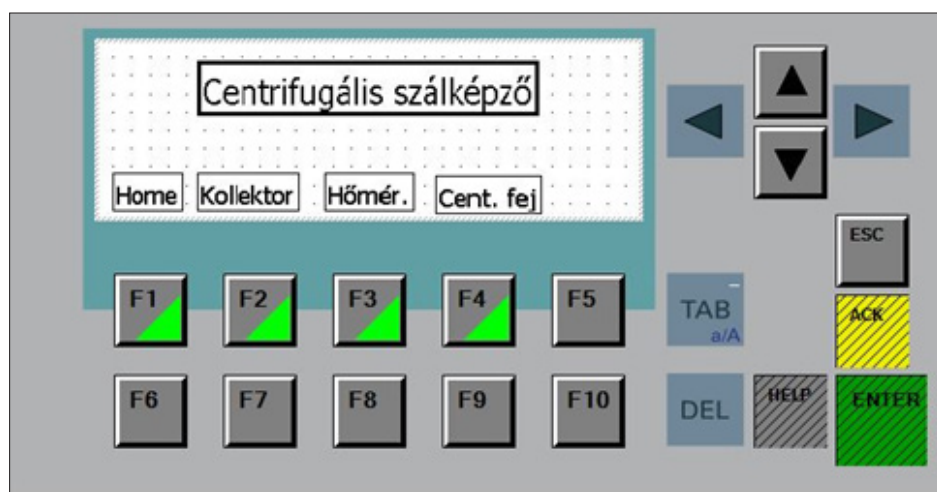 Centrifugális szálképző
Home Kollektor Hőmér. Cent. fej
ESC
F1 F2 F3 F4 F5 TAB ACK
a/A
F6 F7 F8 F9 F10 DEL HELP ENTER